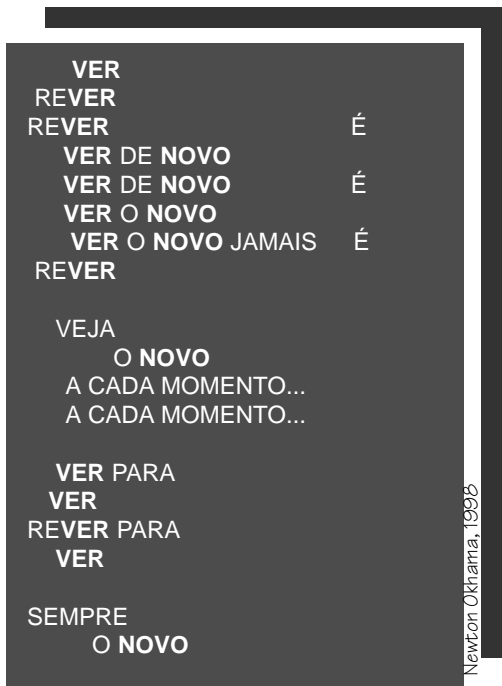 VER
REVER
REVER É
VER DE NOVO
VER DE NOVO É
VER O NOVO
VER O NOVO JAMAIS É
REVER
VEJA
O NOVO
A CADA MOMENTO...
A CADA MOMENTO...
VER PARA
VER
REVER PARA
VER
SEMPRE
O NOVO
Newton Okhama, 1998